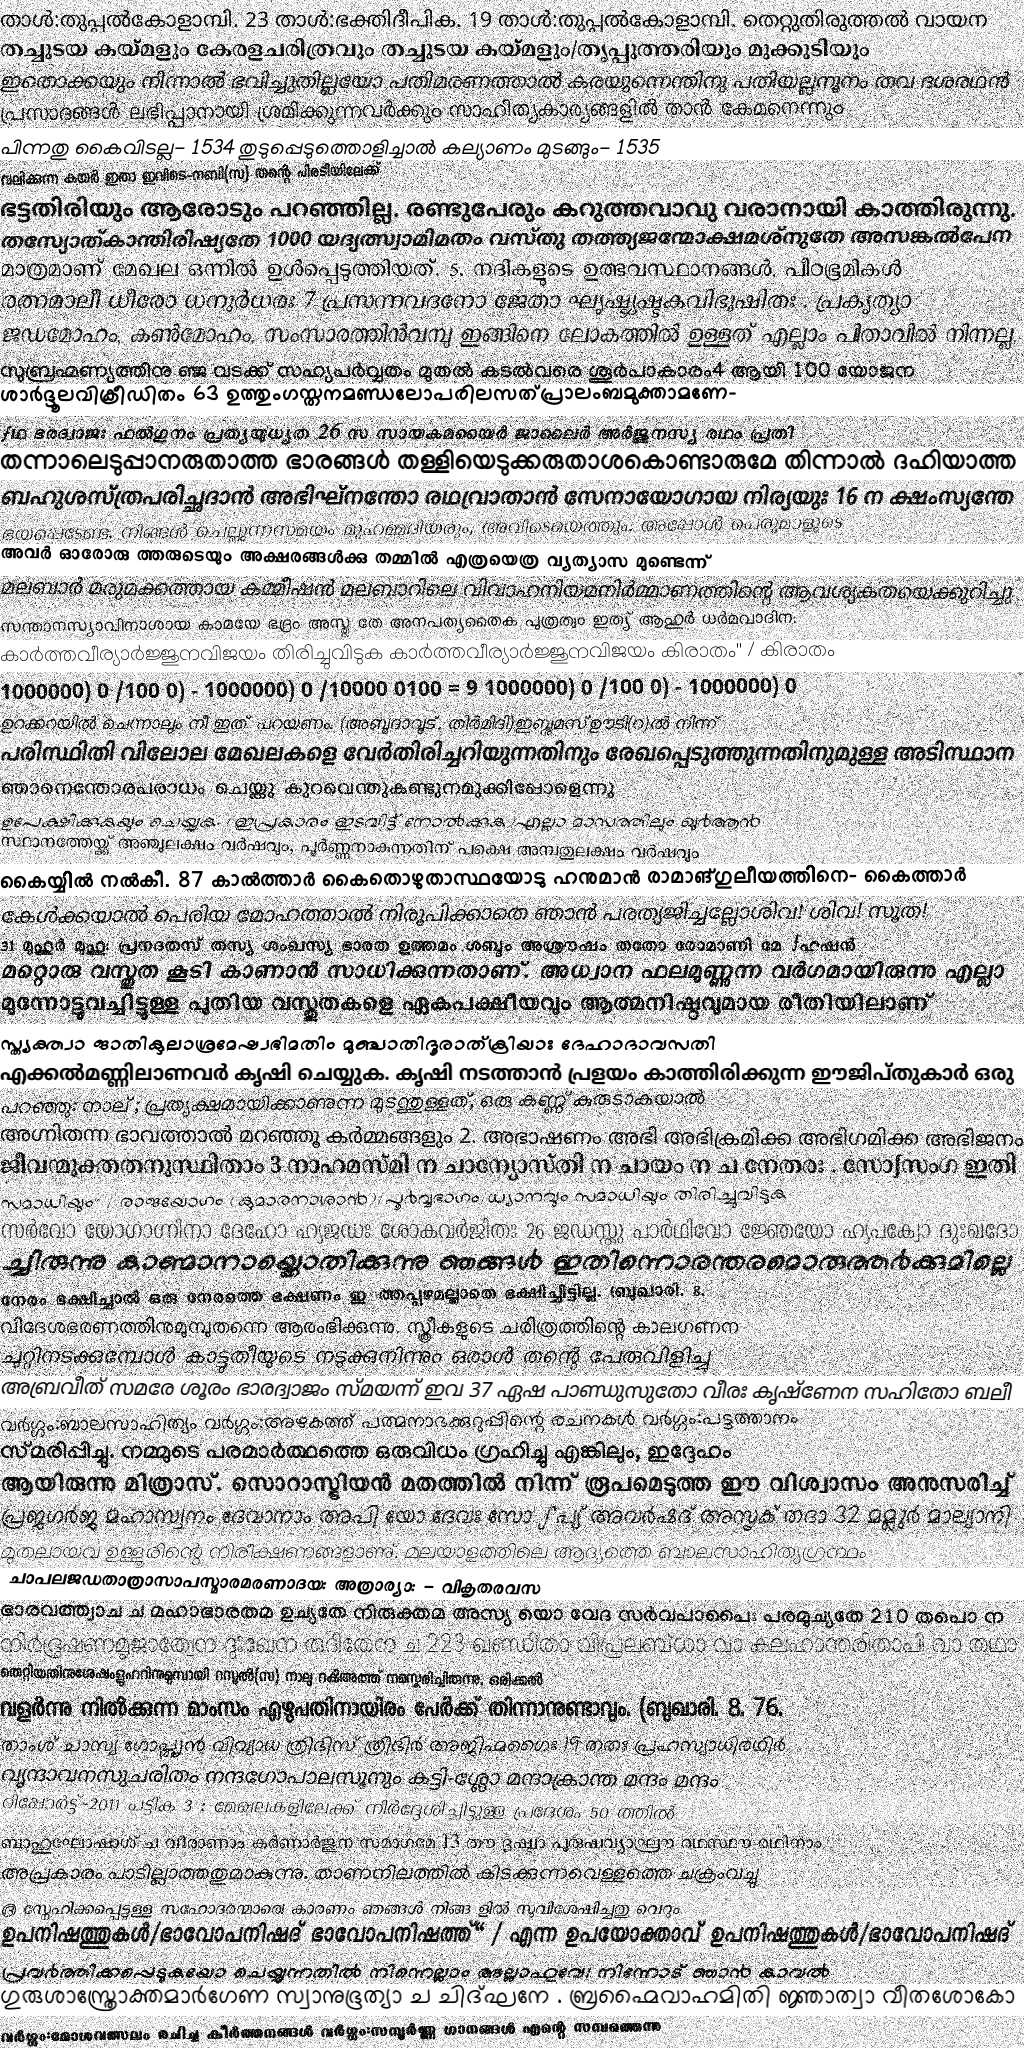 താൾ:തുപ്പൽകോളാമ്പി. 23 താൾ:ഭക്തിദീപിക. 19 താൾ:തുപ്പൽകോളാമ്പി. തെറ്റുതിരുത്തൽ വായന
തച്ചുടയ കയ്മളും കേരളചരിത്രവും തച്ചുടയ കയ്മളും/തൃപ്പുത്തരിയും മുക്കുടിയും
ഇതൊക്കയും നീന്നാൽ ഭവിച്ചുതില്ലയോ പതിമരണത്താൽ കരയുന്നെന്തിനു പതിയല്ലനൂനം തവ ദശരഥൻ
പ്രസാദങ്ങൾ ലഭിപ്പാനായി ശ്രമിക്കുന്നവർക്കും സാഹിത്യകാര്യങ്ങളിൽ താൻ കേമനെന്നും
പിന്നതു കൈവിടല്ല– 1534 തുടുപ്പെടുത്തൊളിച്ചാൽ കല്യാണം മുടങ്ങും– 1535
വലിക്കുന്ന കയർ ഇതാ ഇവിടെ-നബി(സ) തന്റെ പിരടിയിലേക്ക്
ഭട്ടതിരിയും ആരോടും പറഞ്ഞില്ല. രണ്ടുപേരും കറുത്തവാവു വരാനായി കാത്തിരുന്നു.
തസ്യോത്കാന്തിരിഷ്യതേ 1000 യദ്യത്സ്വാമിമതം വസ്തു തത്ത്യജന്മോക്ഷമശ്നുതേ അസങ്കൽപേന
മാത്രമാണ് മേഖല ഒന്നിൽ ഉൾപ്പെടുത്തിയത്. 5. നദികളുടെ ഉത്ഭവസ്ഥാനങ്ങൾ, പീഠഭൂമികൾ
രത്നമാലീ ധീരോ ധനുർധരഃ 7 പ്രസന്നവദനോ ജേതാ ഘൃഷ്ടഘൃഷ്ടകവിഭൂഷിതഃ . പ്രകൃത്യാ
ജഡമോഹം, കൺമോഹം, സംസാരത്തിൻവമ്പു ഇങ്ങിനെ ലോകത്തിൽ ഉള്ളത് എല്ലാം പിതാവിൽ നിന്നല്ല,
സുബ്രഹ്മണ്യത്തിനു ഞ്ജ വടക്ക് സഹ്യപർവ്വതം മുതൽ കടൽവരെ ശൂർപാകാരം4 ആയി 100 യോജന
ശാർദ്ദൂലവിക്രീഡിതം 63 ഉത്തുംഗസ്തനമണ്ഡലോപരിലസത്പ്രാലംബമുക്താമണേ-
ഽഥ ഭരദ്വാജഃ ഫൽഗുനം പ്രത്യയുധ്യത 26 സ സായകമയൈർ ജാലൈർ അർജുനസ്യ രഥം പ്രതി
തന്നാലെടുപ്പാനരുതാത്ത ഭാരങ്ങൾ തള്ളിയെടുക്കരുതാശകൊണ്ടാരുമേ തിന്നാൽ ദഹിയാത്ത
ബഹുശസ്ത്രപരിച്ഛദാൻ അഭിഘ്നന്തോ രഥവ്രാതാൻ സേനായോഗായ നിര്യയുഃ 16 ന ക്ഷംസ്യന്തേ
ഭയപ്പെടേണ്ട, നിങ്ങൾ ചെല്ലുന്നസമയം മുഹമ്മദിയരും, അവിടെയെത്തും. അപ്പോൾ പെരുമാളുടെ
അവർ ഓരോരു ത്തരുടെയും അക്ഷരങ്ങൾക്കു തമ്മിൽ എത്രയെത്ര വ്യത്യാസ മുണ്ടെന്ന്
മലബാർ മരുമക്കത്തായ കമ്മീഷൻ മലബാറിലെ വിവാഹനിയമനിർമ്മാണത്തിന്റെ ആവശ്യകതയെക്കുറിച്ചു
സന്താനസ്യാവിനാശായ കാമയേ ഭദ്രം അസ്തു തേ അനപത്യതൈക പുത്രത്വം ഇത്യ് ആഹുർ ധർമവാദിനഃ
കാർത്തവീര്യാർജ്ജുനവിജയം തിരിച്ചുവിടുക കാർത്തവീര്യാർജ്ജുനവിജയം കിരാതം" / കിരാതം
1000000) 0 /100 0) - 1000000) 0 /10000 0100 = 9 1000000) 0 /100 0) - 1000000) 0
ഉറക്കറയിൽ ചെന്നാലും നീ ഇത് പറയണം. (അബൂദാവൂട്, തിർമിദി)ഇബ്നുമസ്ഊടി(റ)ൽ നിന്ന്
പരിസ്ഥിതി വിലോല മേഖലകളെ വേർതിരിച്ചറിയുന്നതിനും രേഖപ്പെടുത്തുന്നതിനുമുള്ള അടിസ്ഥാന
ഞാനെന്തോരപരാധം ചെയ്തു കുറവെന്തുകണ്ടുനമുക്കിപ്പോളെന്നു
ഉപേക്ഷിക്കുകയും ചെയ്യുക. (ഇപ്രകാരം ഇടവിട്ട് നോൽക്കുക.)എല്ലാ മാസത്തിലും ഖുർആൻ
സ്ഥാനത്തേയ്ക്ക് അഞ്ചുലക്ഷം വർഷവും, പൂർണ്ണനാകുന്നതിന് പക്ഷെ അമ്പതുലക്ഷം വർഷവും
കൈയ്യിൽ നൽകീ. 87 കാൽത്താർ കൈതൊഴുതാസ്ഥയോടു ഹനുമാൻ രാമാങ്ഗുലീയത്തിനെ- കൈത്താർ
കേൾക്കയാൽ പെരിയ മോഹത്താൽ നിരുപിക്കാതെ ഞാൻ പരത്യജിച്ചല്ലോശിവ! ശിവ! സൂത!
31 മുഹുർ മുഹുഃ പ്രനദതസ് തസ്യ ശംഖസ്യ ഭാരത ഉത്തമം ശബ്ദം അശ്രൗഷം തതോ രോമാണി മേ ഽഹഷൻ
മറ്റൊരു വസ്തുത കൂടി കാണാൻ സാധിക്കുന്നതാണ്. അധ്വാന ഫലമുണ്ണുന്ന വർഗമായിരുന്നു എല്ലാ
മുന്നോട്ടുവച്ചിട്ടുള്ള പുതിയ വസ്തുതകളെ ഏകപക്ഷീയവും ആത്മനിഷ്ഠവുമായ രീതിയിലാണ്
സ്ത്യക്ത്വാ ജാതികുലാശ്രമേഷ്വഭിമതിം മുഞ്ചാതിദൂരാത്ക്രിയാഃ ദേഹാദാവസതി
എക്കൽമണ്ണിലാണവർ കൃഷി ചെയ്യുക. കൃഷി നടത്താൻ പ്രളയം കാത്തിരിക്കുന്ന ഈജിപ്തുകാർ ഒരു
പറഞ്ഞുഃ നാല് ; പ്രത്യക്ഷമായിക്കാണുന്ന മുടന്തുള്ളത്, ഒരു കണ്ണ് കുരുടാകയാൽ
അഗ്നിതന്ന ഭാവത്താൽ മറഞ്ഞൂ കർമ്മങ്ങളും 2. അഭാഷണം അഭി അഭിക്രമിക്ക അഭിഗമിക്ക അഭിജനം
ജീവന്മുക്തതനുസ്ഥിതാം 3 നാഹമസ്മി ന ചാന്യോസ്തി ന ചായം ന ച നേതരഃ . സോഽസംഗ ഇതി
സമാധിയും" / രാജയോഗം (കുമാരനാശാൻ)/പൂർവ്വഭാഗം/ധ്യാനവും സമാധിയും തിരിച്ചുവിടുക
സർവോ യോഗാഗ്നിനാ ദേഹോ ഹ്യജഡഃ ശോകവർജിതഃ 26 ജഡസ്തു പാർഥിവോ ജ്ഞേയോ ഹ്യപക്വോ ദുഃഖദോ
ച്ചിരുന്നു കാണ്മാനായ്ക്കൊതിക്കുന്നു ഞങ്ങൾ ഇതിന്നൊരന്തരമൊരുത്തർക്കുമില്ലെ
നേരം ഭക്ഷിച്ചാൽ ഒരു നേരത്തെ ഭക്ഷണം ഇൗത്തപ്പഴമല്ലാതെ ഭക്ഷിച്ചിട്ടില്ല. (ബുഖാരി. 8.
വിദേശഭരണത്തിനുമുമ്പുതന്നെ ആരംഭിക്കുന്നു. സ്ത്രീകളുടെ ചരിത്രത്തിന്റെ കാലഗണന
ചുറ്റിനടക്കുമ്പോൾ കാട്ടുതീയുടെ നടുക്കുനിന്നും ഒരാൾ തന്റെ പേരുവിളിച്ചു
അബ്രവീത് സമരേ ശൂരം ഭാരദ്വാജം സ്മയന്ന് ഇവ 37 ഏഷ പാണ്ഡുസുതോ വീരഃ കൃഷ്ണേന സഹിതോ ബലീ
വർഗ്ഗം:ബാലസാഹിത്യം വർഗ്ഗം:അഴകത്ത് പത്മനാഭക്കുറുപ്പിന്റെ രചനകൾ വർഗ്ഗം:പട്ടത്താനം
സ്മരിപ്പിച്ചു. നമ്മുടെ പരമാർത്ഥത്തെ ഒരുവിധം ഗ്രഹിച്ചു എങ്കിലും, ഇദ്ദേഹം
ആയിരുന്നു മിത്രാസ്. സൊറാസ്ട്രിയൻ മതത്തിൽ നിന്ന് രൂപമെടുത്ത ഈ വിശ്വാസം അനുസരിച്ച്
പ്രജഗർജ മഹാസ്വനം ദേവാനാം അപി യോ ദേവഃ സോ ഽപ്യ് അവർഷദ് അസൃക് തദാ 32 മമ്ലുർ മാല്യാനി
മുതലായവ ഉള്ളൂരിന്റെ നിരീക്ഷണങ്ങളാണു്. മലയാളത്തിലെ ആദ്യത്തെ ബാലസാഹിത്യഗ്രന്ഥം
ചാപലജഡതാത്രാസാപസ്മാരമരണാദയഃ അത്രാര്യാഃ – വികൃതരവസ
ഭാരവത്ത്വാച ച മഹാഭാരതമ ഉച്യതേ നിരുക്തമ അസ്യ യൊ വേദ സർവപാപൈഃ പരമുച്യതേ 210 തപൊ ന
നിർഭൂഷണമൃജാത്വേന ദുഃഖേന രുദിതേന ച 223 ഖണ്ഡിതാ വിപ്രലബ്ധാ വാ കലഹാന്തരിതാപി വാ തഥാ
തെറ്റിയതിനുശേഷംളുഹറിനുമുമ്പായി റസൂൽ(സ) നാലു റക്അത്ത് നമസ്കരിച്ചിരുന്നു, ഒരിക്കൽ
വളർന്നു നിൽക്കുന്ന മാംസം എഴുപതിനായിരം പേർക്ക് തിന്നാനുണ്ടാവും. (ബുഖാരി. 8. 76.
താംശ് ചാസ്യ ഗോപ്തൄൻ വിവ്യാധ ത്രിഭിസ് ത്രിഭിർ അജിഹ്മഗൈഃ 19 തതഃ പ്രഹസ്യാധിരഥിർ
വൃന്ദാവനസുചരിതം നന്ദഗോപാലസൂനും കട്ടി-ശ്ലോ മന്ദാക്രാന്ത മന്ദം മന്ദം
റിപ്പോർട്ട്-2011 പട്ടിക 3 : മേഖലകളിലേക്ക് നിർദ്ദേശിച്ചിട്ടുള്ള പ്രദേശം 50 ത്തിൽ
ബാഹുഘോഷാശ് ച വീരാണാം കർണാർജുന സമാഗമേ 13 തൗ ദൃഷ്ട്വാ പുരുഷവ്യാഘ്രൗ രഥസ്ഥൗ രഥിനാം
അപ്രകാരം പാടില്ലാത്തതുമാകുന്നു. താണനിലത്തിൽ കിടക്കുന്നവെള്ളത്തെ ചക്രംവച്ചു
സ്നേഹിക്കപ്പെട്ടുള്ള സഹോദരന്മാരെ കാരണം ഞങ്ങൾ നിങ്ങ ളിൽ സുവിശേഷിച്ചതു വെറും
ഉപനിഷത്തുകൾ/ഭാവോപനിഷദ് ഭാവോപനിഷത്ത്“ / എന്ന ഉപയോക്താവ് ഉപനിഷത്തുകൾ/ഭാവോപനിഷദ്
പ്രവർത്തിക്കപ്പെടുകയോ ചെയ്യുന്നതിൽ നിന്നെല്ലാം അല്ലാഹുവേ! നിന്നോട് ഞാൻ കാവൽ
ഗുരുശാസ്ത്രോക്തമാർഗേണ സ്വാനുഭൂത്യാ ച ചിദ്ഘനേ . ബ്രഹ്മൈവാഹമിതി ജ്ഞാത്വാ വീതശോകോ
വർഗ്ഗം:മോശവത്സലം രചിച്ച കീർത്തനങ്ങൾ വർഗ്ഗം:സമ്പൂർണ്ണ ഗാനങ്ങൾ എന്റെ സമ്പത്തെന്നു